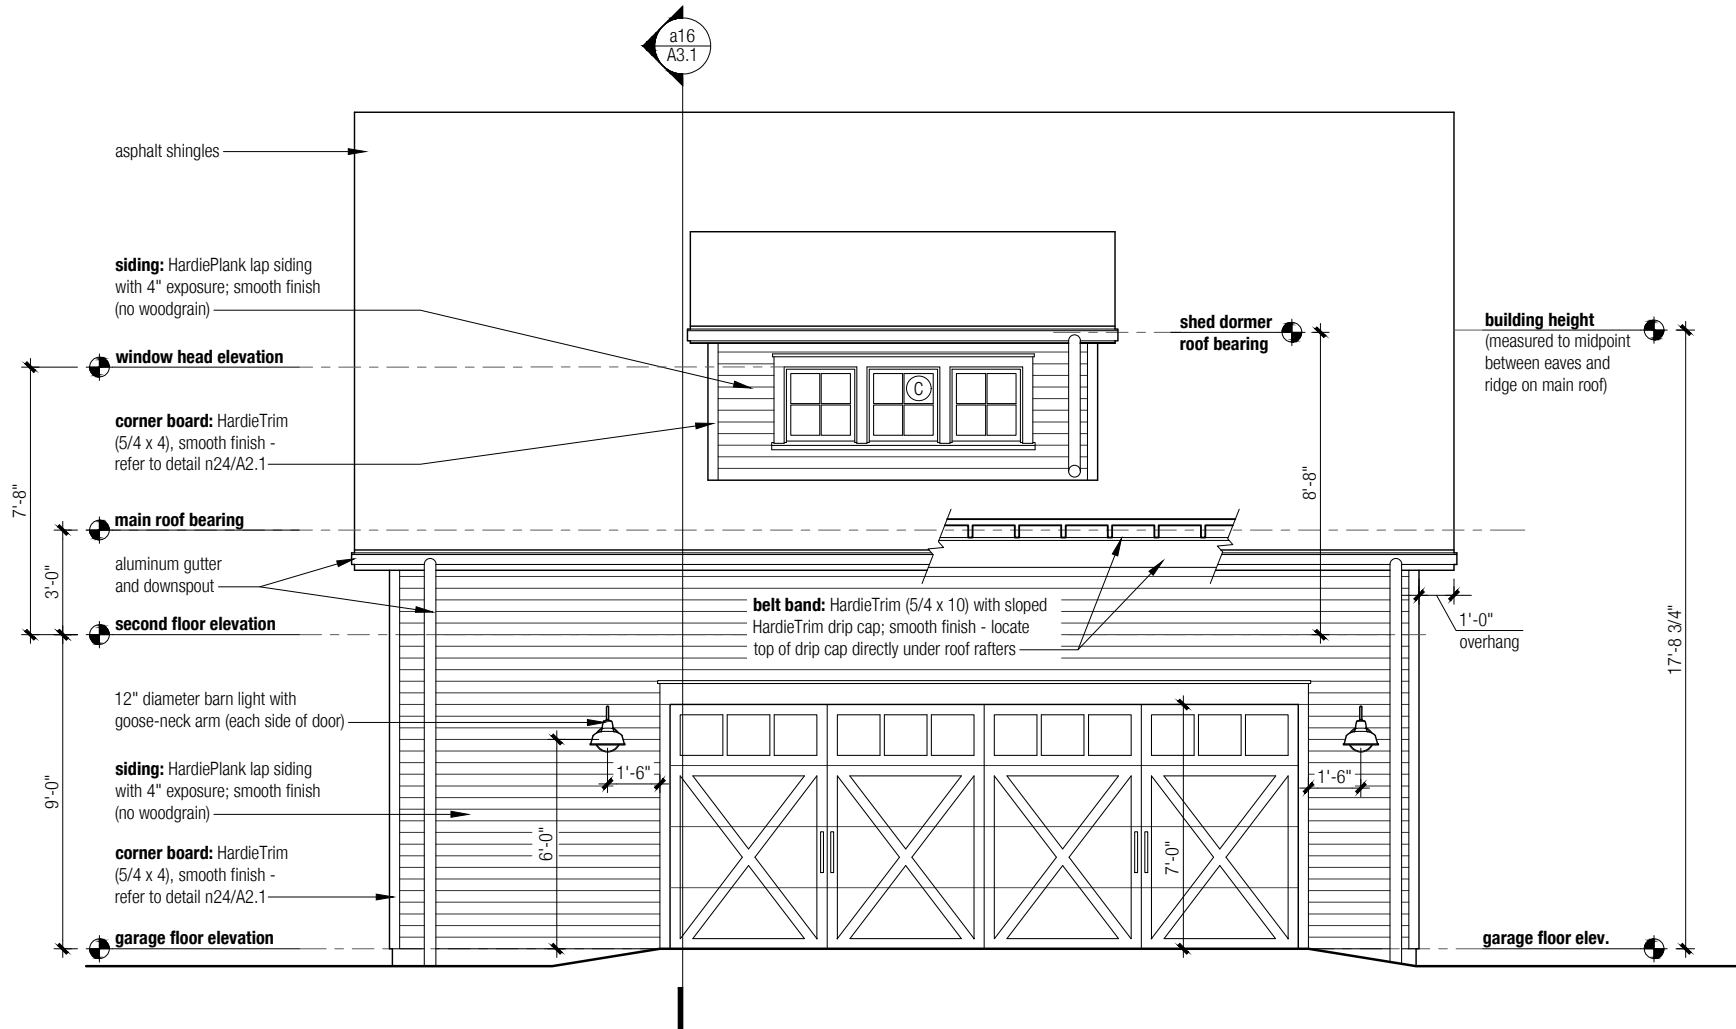 a16
A3.1
asphalt shingles
siding: HardiePlank lap siding
with 4" exposure; smooth finish
(no woodgrain)
window head elevation
corner board: HardieTrim
(5/4 x 4), smooth finish -
refer to detail n24/A2.1
7'-8"
main roof bearing
aluminum gutter
and downspout
3'-0"
second floor elevation
12" diameter barn light with
goose-neck arm (each side of door)
siding: HardiePlank lap siding
with 4" exposure; smooth finish
(no woodgrain)
9'-0"
corner board: HardieTrim
(5/4 x 4), smooth finish -
refer to detail n24/A2.1
garage floor elevation
C
shed dormer
roof bearing
8'-8"
belt band: HardieTrim (5/4 x 10) with sloped
HardieTrim drip cap; smooth finish - locate
top of drip cap directly under roof rafters
1'-6"
6'-0"
7'-0"
1'-6"
building height
(measured to midpoint
between eaves and
ridge on main roof)
1'-0"
overhang
17'-8 3/4"
garage floor elev.